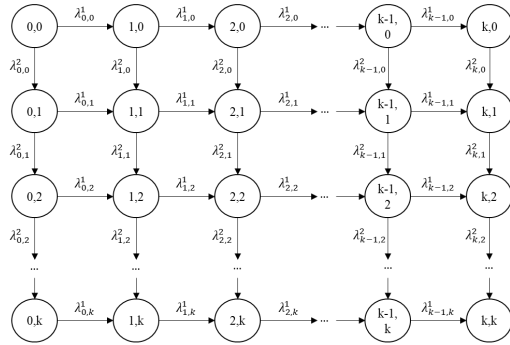 0,0 λ¹₀,₀ 1,0 λ¹₁,₀ 2,0 λ¹₂,₀ ... k-1, 0 λ¹ₖ₋₁,₀ k,0
λ²₀,₀ λ²₁,₀ λ²₂,₀ λ²ₖ₋₁,₀ λ²ₖ,₀
0,1 λ¹₀,₁ 1,1 λ¹₁,₁ 2,1 λ¹₂,₁ ... k-1, 1 λ¹ₖ₋₁,₁ k,1
λ²₀,₁ λ²₁,₁ λ²₂,₁ λ²ₖ₋₁,₁ λ²ₖ,₁
0,2 λ¹₀,₂ 1,2 λ¹₁,₂ 2,2 λ¹₂,₂ ... k-1, 2 λ¹ₖ₋₁,₂ k,2
λ²₀,₂ λ²₁,₂ λ²₂,₂ λ²ₖ₋₁,₂ λ²ₖ,₂
... ... ... ... ...
0,k λ¹₀,ₖ 1,k λ¹₁,ₖ 2,k λ¹₂,ₖ ... k-1, k λ¹ₖ₋₁,ₖ k,k